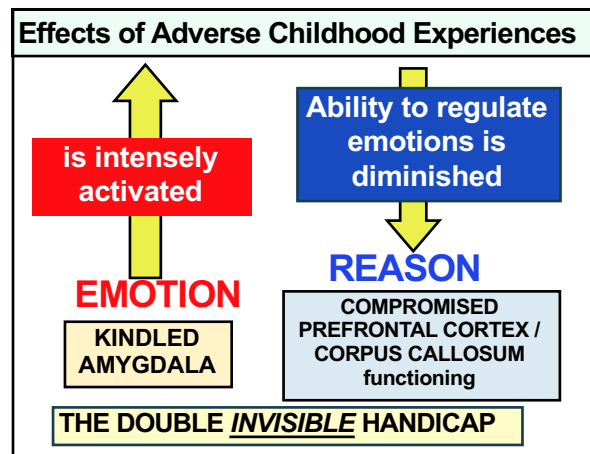 Effects of Adverse Childhood Experiences
is intensely
activated
EMOTION
KINDLED
AMYGDALA
Ability to regulate
emotions is
diminished
REASON
COMPROMISED
PREFRONTAL CORTEX /
CORPUS CALLOSUM
functioning
THE DOUBLE INVISIBLE HANDICAP